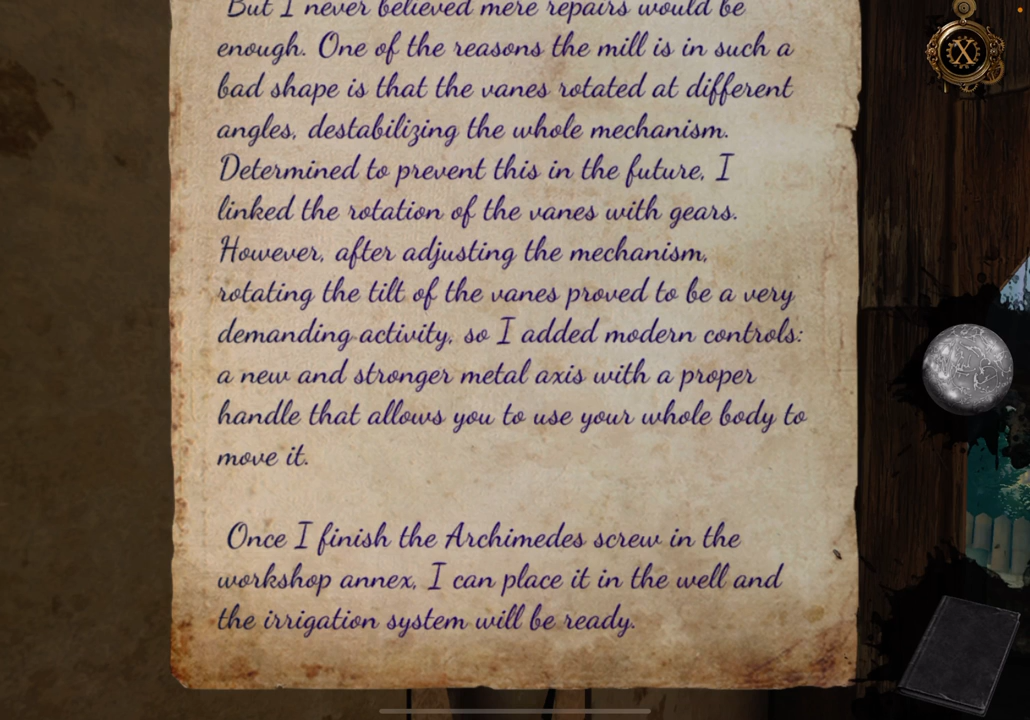 But I never believed mere repairs would be
enough. One of the reasons the mill is in such a
bad shape is that the vanes rotated at different
angles, destabilizing the whole mechanism.
Determined to prevent this in the future, I
linked the rotation of the vanes with gears.
However, after adjusting the mechanism,
rotating the tilt of the vanes proved to be a very
demanding activity, so I added modern controls:
a new and stronger metal axis with a proper
handle that allows you to use your whole body to
move it.
Once I finish the Archimedes screw in the
workshop annex, I can place it in the well and
the irrigation system will be ready.
X